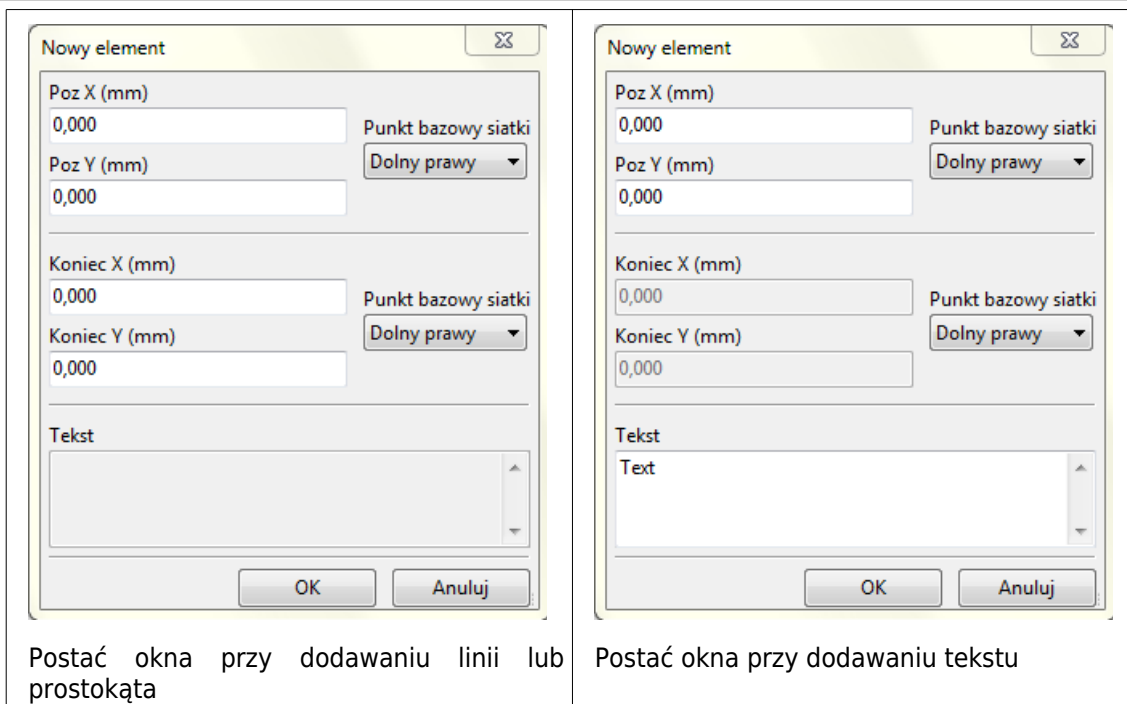 Nowy element
Poz X (mm)
0,000
Punkt bazowy siatki
Poz Y (mm)
Dolny prawy
0,000
Koniec X (mm)
0,000
Punkt bazowy siatki
Koniec Y (mm)
Dolny prawy
0,000
Tekst
OK Anuluj
Postać okna przy dodawaniu linii lub
prostokąta
Nowy element
Poz X (mm)
0,000
Punkt bazowy siatki
Poz Y (mm)
Dolny prawy
0,000
Koniec X (mm)
0,000
Punkt bazowy siatki
Koniec Y (mm)
Dolny prawy
0,000
Tekst
Text
OK Anuluj
Postać okna przy dodawaniu tekstu